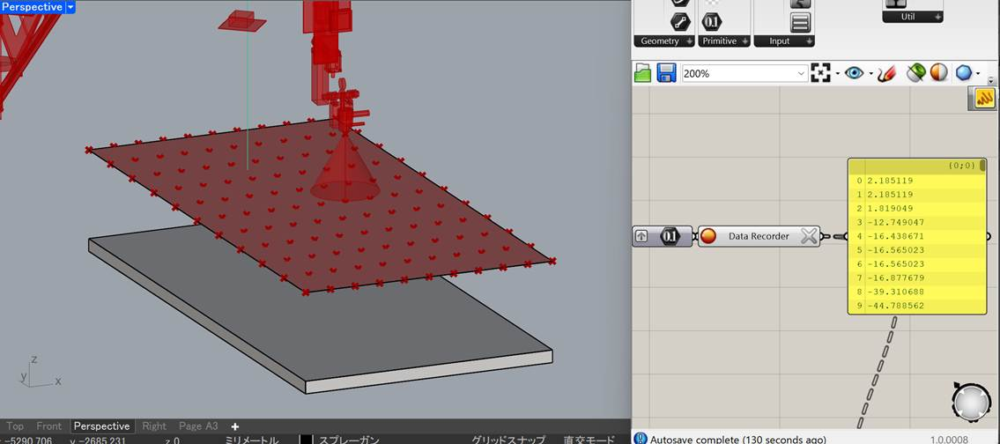 Perspective
Geometry
Primitive
Input
Util
0.1
200%
0.1
Data Recorder
{0;0}
0 2.185119
1 2.185119
2 1.819049
3 -12.749047
4 -16.438671
5 -16.565023
6 -16.565023
7 -16.877679
8 -39.310688
9 -44.788562
z
y
x
Top Front Perspective Right Page A3
-5290.706 y -2685.231 z 0 ミリメートル スプレーガン グリッドスナップ 直交モード
Autosave complete (130 seconds ago)
1.0.0008